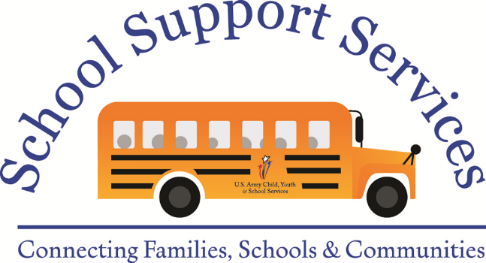 School Support Services
U.S. Army Child, Youth
& School Services
Connecting Families, Schools & Communities